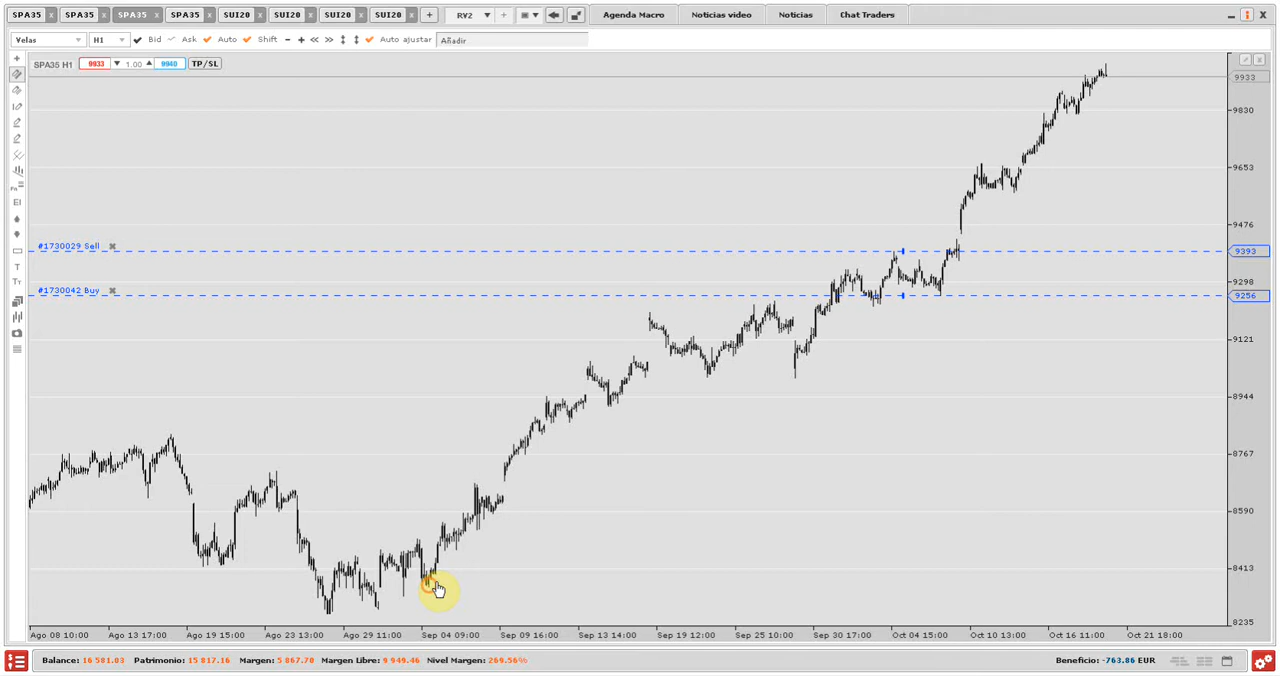 SPA35 x SPA35 x SPA35 x SPA35 x SUI20 x SUI20 x SUI20 x SUI20 x + R¥2 + Agenda Macro Noticias video Noticias Chat Traders
Velas H1 Bid Ask Auto Shift Auto ajustar Añadir
SPA35 H1 9933 1.00 9940 TP/SL
9933
9830
9653
9476
#1730029 Sell 9393
9298
#1730042 Buy 9256
9121
8944
8767
8590
8413
8235
Ago 08 10:00 Ago 13 17:00 Ago 19 15:00 Ago 23 13:00 Ago 29 11:00 Sep 04 09:00 Sep 09 16:00 Sep 13 14:00 Sep 19 12:00 Sep 25 10:00 Sep 30 17:00 Oct 04 15:00 Oct 10 13:00 Oct 16 11:00 Oct 21 18:00
Balance: 16 581.03 Patrimonio: 15 817.16 Margen: 5 867.70 Margen Libre: 9 949.46 Nivel Margen: 269.56% Beneficio: -763.86 EUR